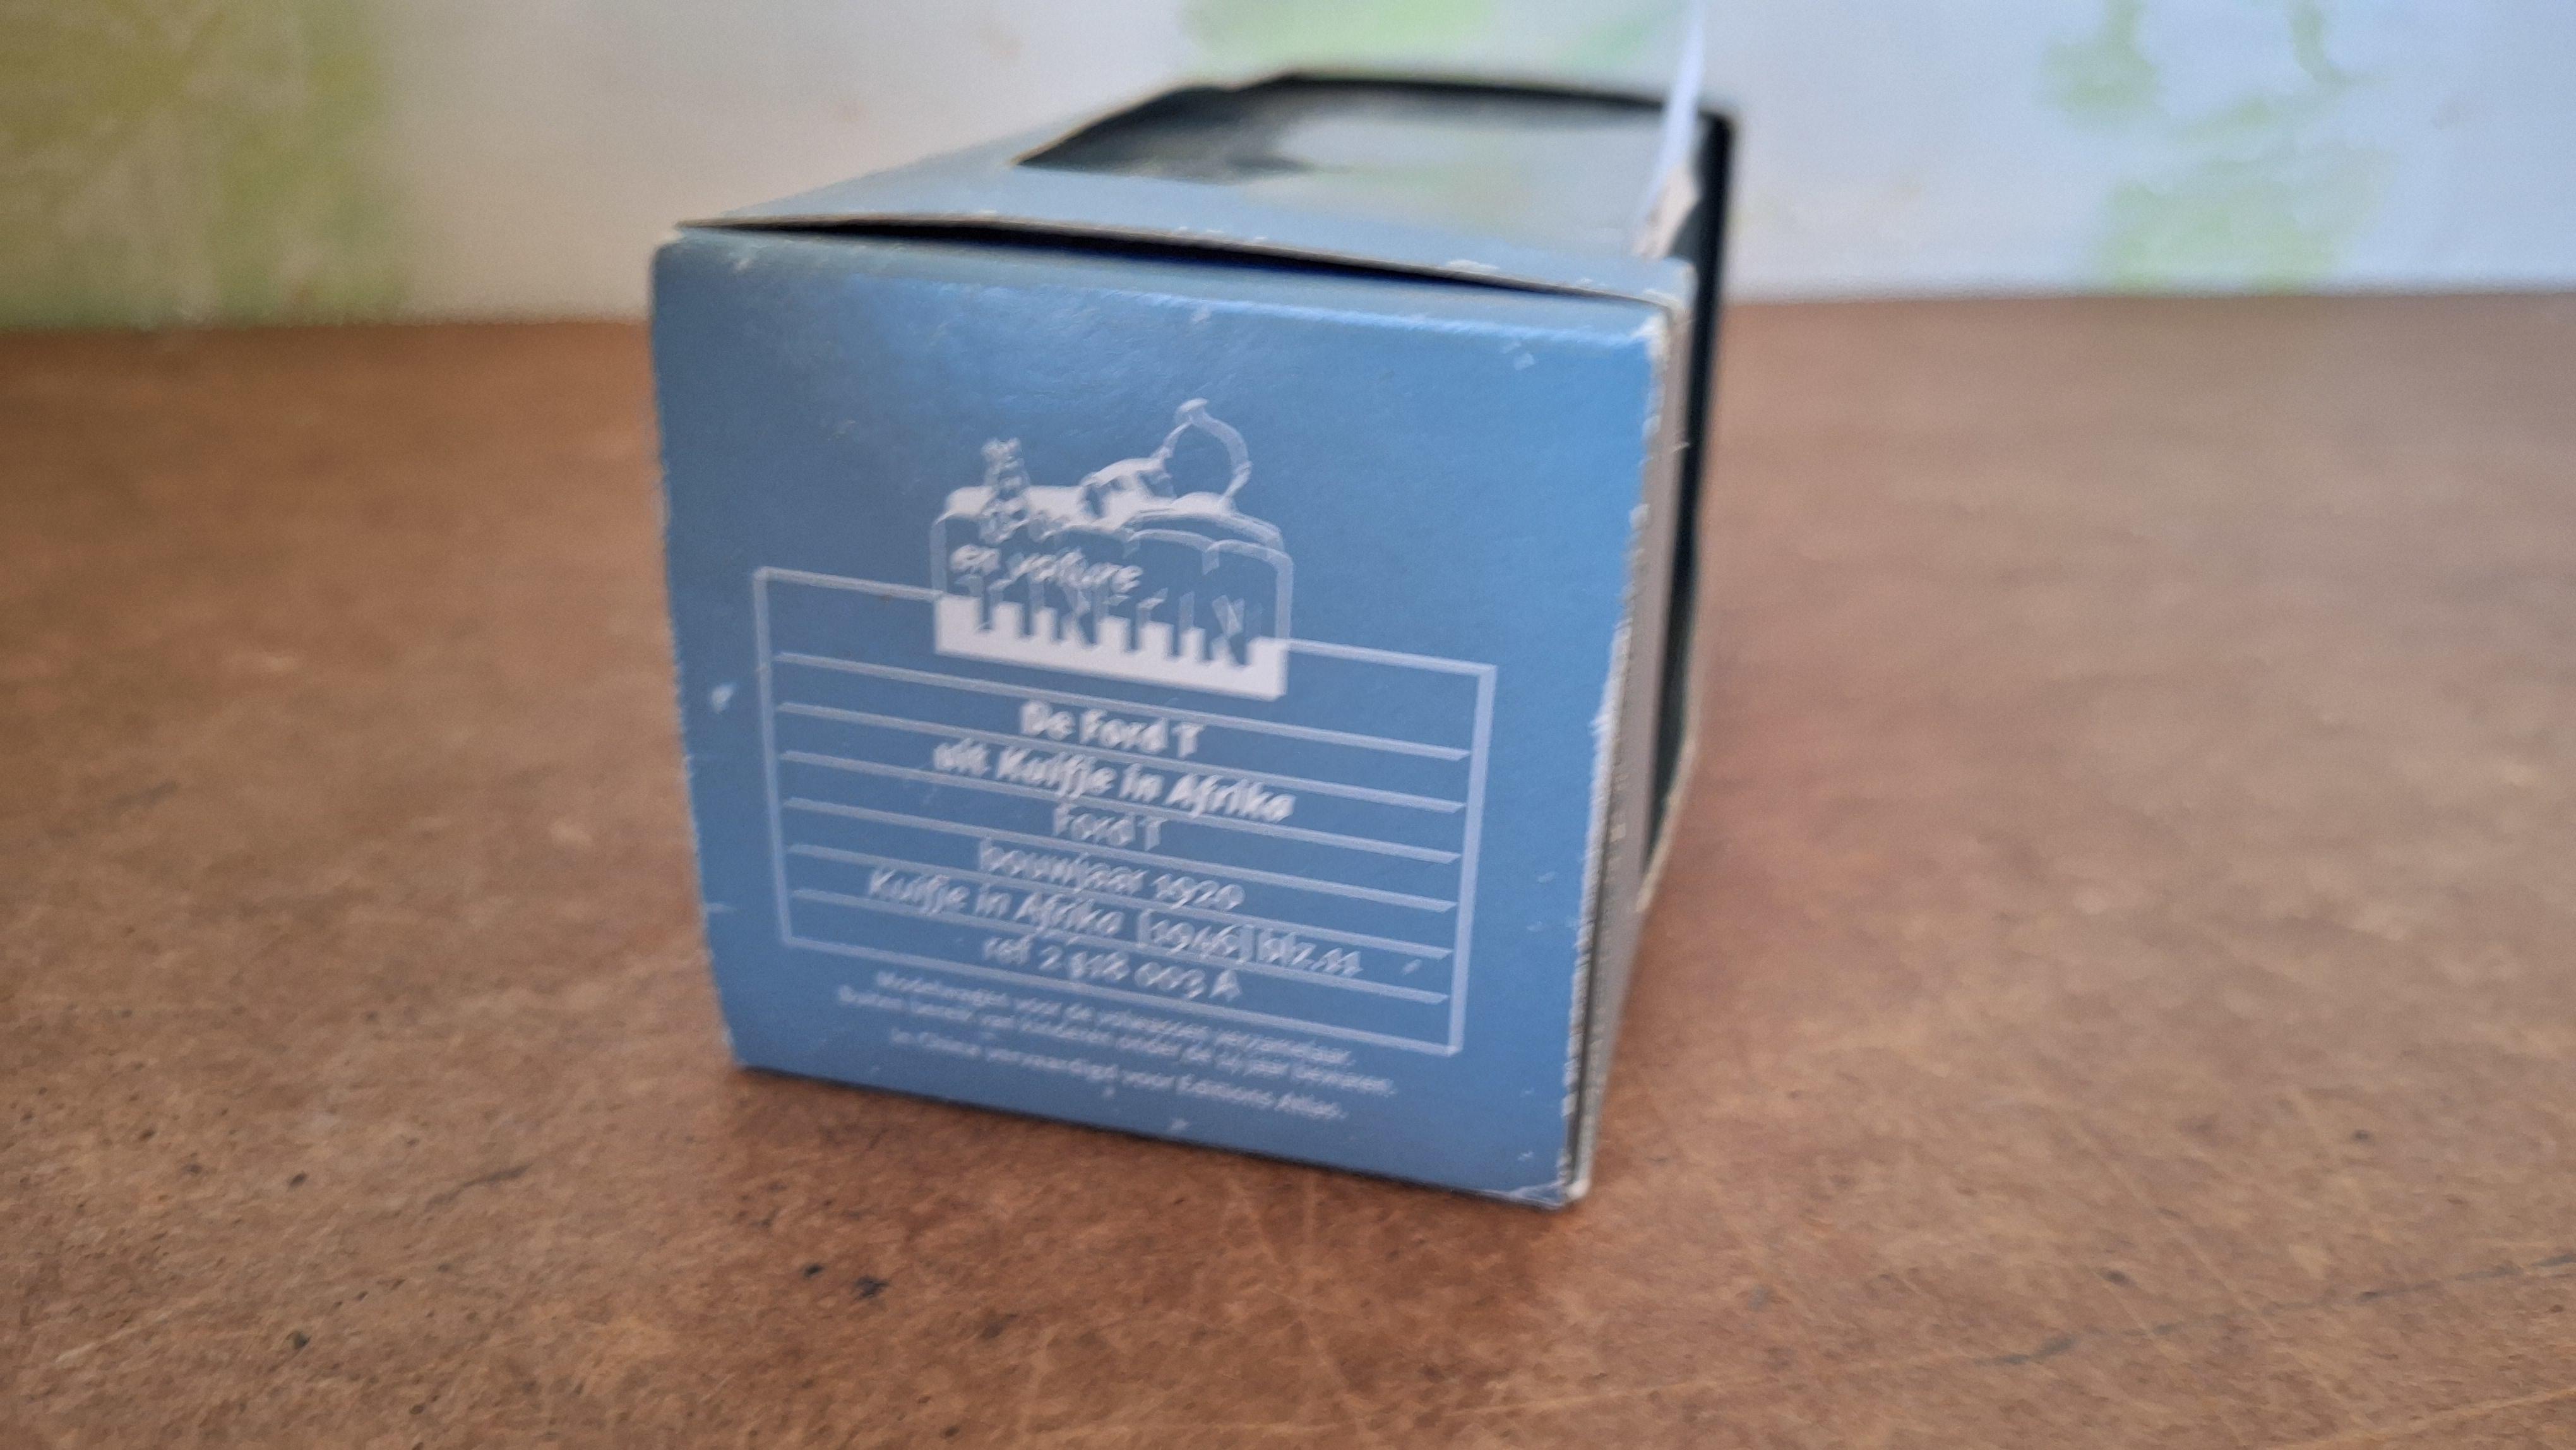 en voiture
TINTIN
De Ford T
uit Kuifje in Afrika
Ford T
bouwjaar 1920
Kuifje in Afrika [1946] blz.11
ref 2 518 003 A
Modelwagen voor de volwassen verzamelaar.
Buiten bereik van kinderen onder de 14 jaar bewaren.
In China vervaardigd voor Editions Atlas.